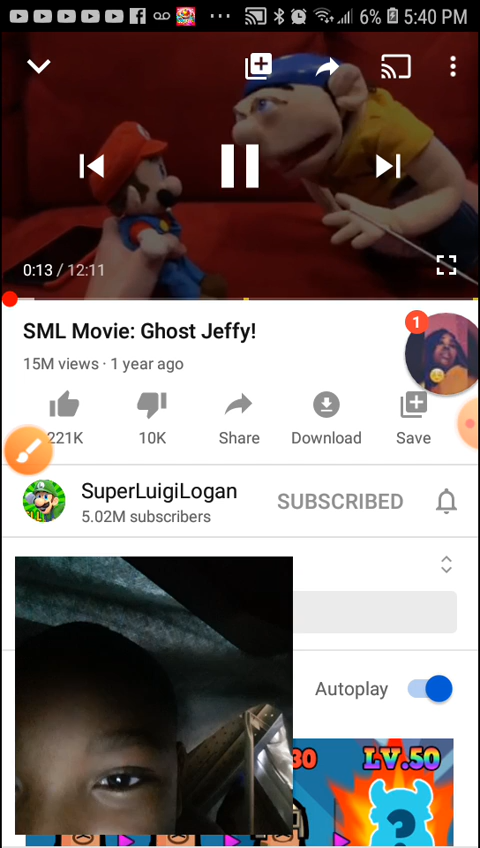 6% 5:40 PM
0:13 / 12:11
SML Movie: Ghost Jeffy!
15M views · 1 year ago
1
221K
10K
Share
Download
Save
SuperLuigiLogan
5.02M subscribers
SUBSCRIBED
Autoplay
30
LV.50
?